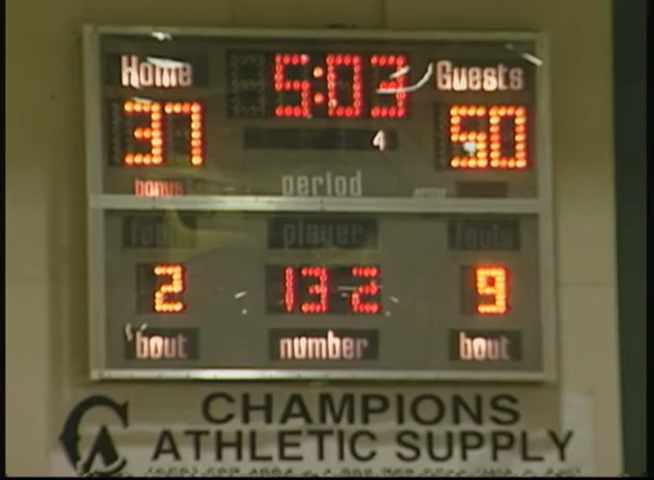 Home 5:03 Guests
37 50
4
bonus period
foul player fouls
2 13 2 9
bout number bout
CHAMPIONS
ATHLETIC SUPPLY